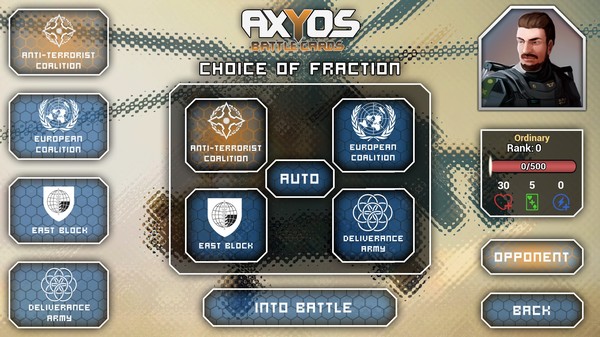 AXYOS
BATTLE CARDS
CHOICE OF FRACTION
ANTI-TERRORIST
COALITION
EUROPEAN
COALITION
EAST BLOCK
DELIVERANCE
ARMY
ANTI-TERRORIST
COALITION
EUROPEAN
COALITION
AUTO
EAST BLOCK
DELIVERANCE
ARMY
INTO BATTLE
Ordinary
Rank: 0
0/500
30 5 0
OPPONENT
BACK